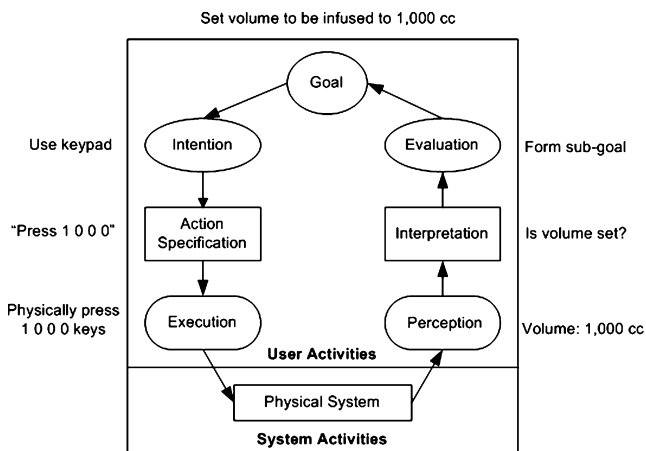 Set volume to be infused to 1,000 cc
Goal
Use keypad
Intention
Evaluation
Form sub-goal
“Press 1 0 0 0”
Action
Specification
Interpretation
Is volume set?
Physically press
1 0 0 0 keys
Execution
Perception
Volume: 1,000 cc
User Activities
Physical System
System Activities